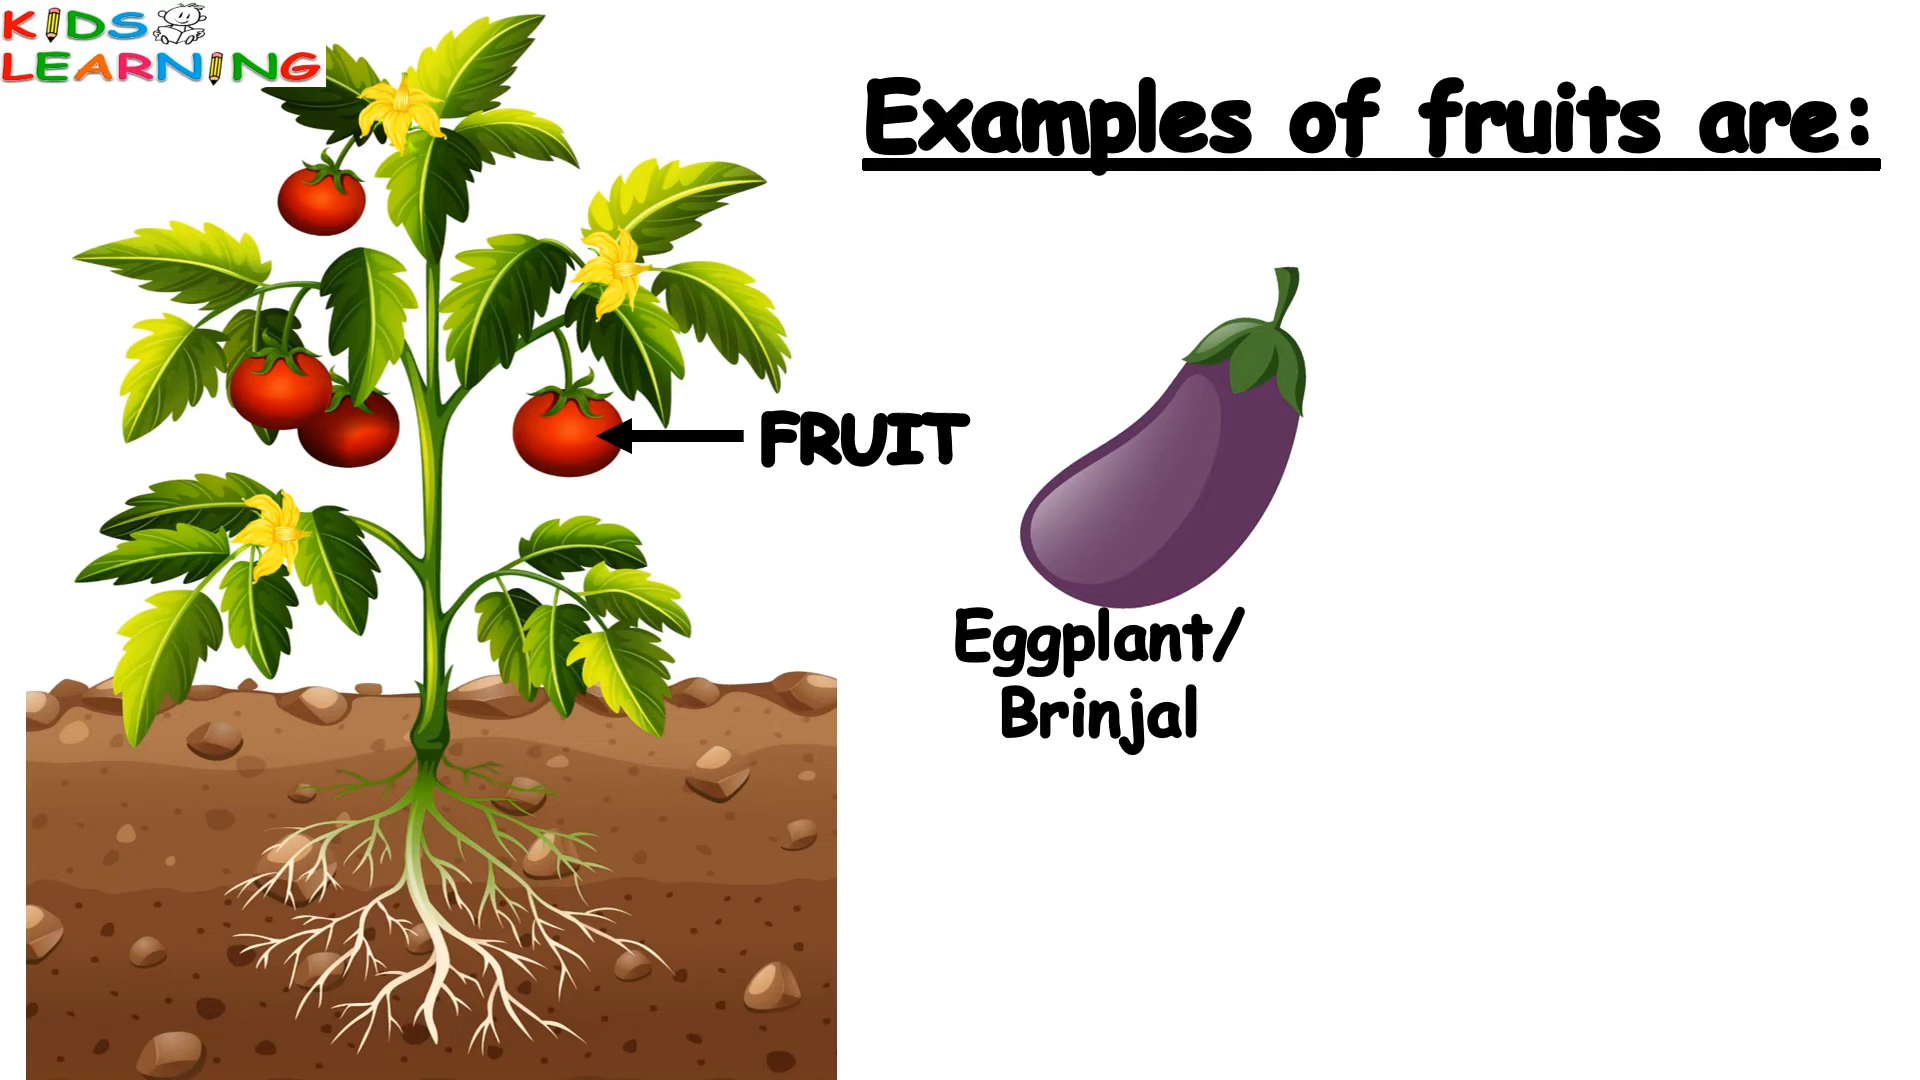 KIDS
LEARNING
Examples of fruits are:
FRUIT
Eggplant/
Brinjal